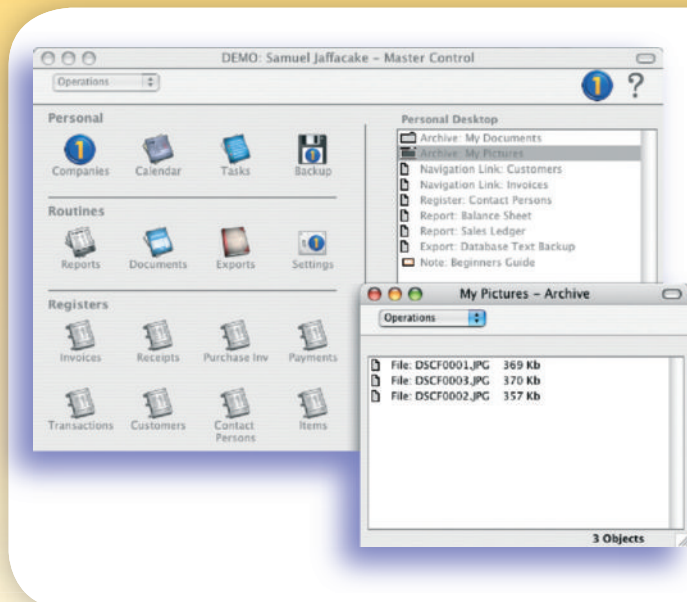 DEMO: Samuel Jaffacake – Master Control
Operations
1 ?
Personal
Companies Calendar Tasks Backup
Routines
Reports Documents Exports Settings
Registers
Invoices Receipts Purchase Inv Payments
Transactions Customers Contact Persons Items
Personal Desktop
Archive: My Documents
Archive: My Pictures
Navigation Link: Customers
Navigation Link: Invoices
Register: Contact Persons
Report: Balance Sheet
Report: Sales Ledger
Export: Database Text Backup
Note: Beginners Guide
My Pictures – Archive
Operations
File: DSCF0001.JPG 369 Kb
File: DSCF0003.JPG 370 Kb
File: DSCF0002.JPG 357 Kb
3 Objects